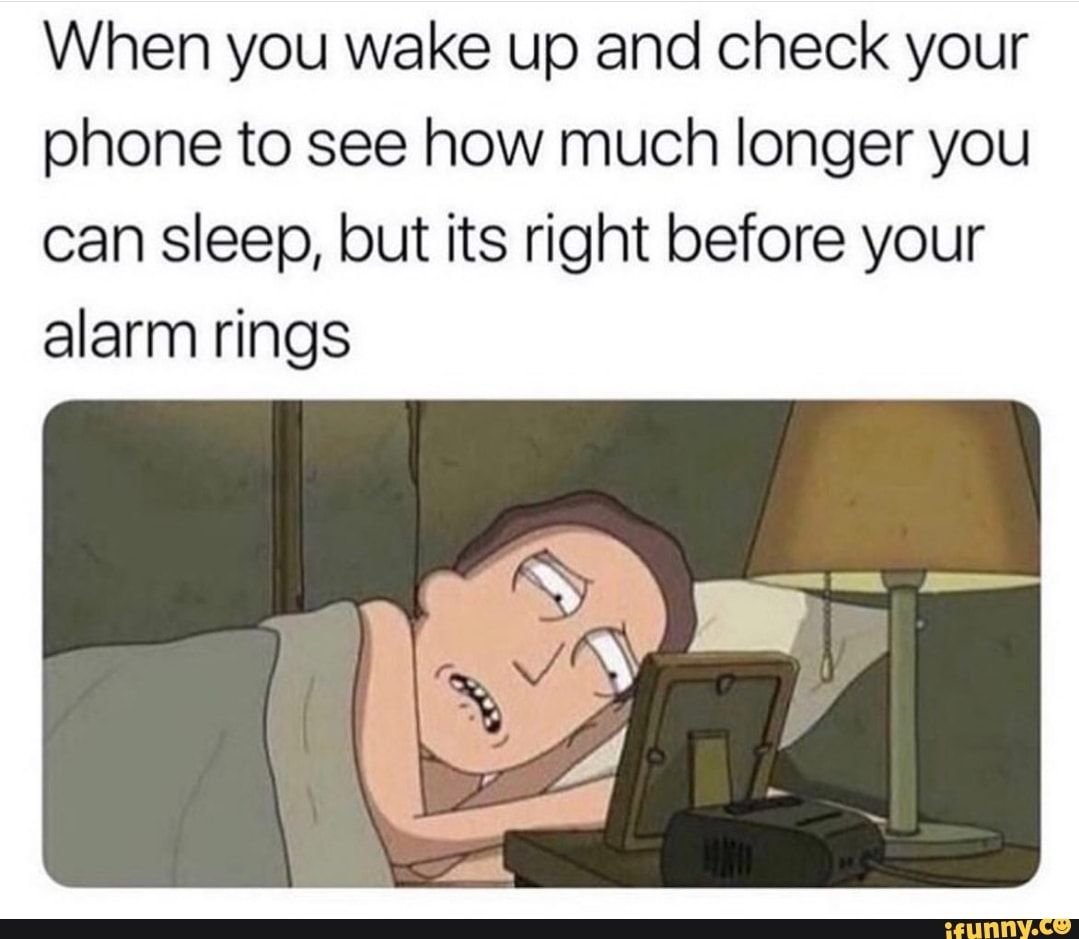 When you wake up and check your
phone to see how much longer you
can sleep, but its right before your
alarm rings
ifunny.co